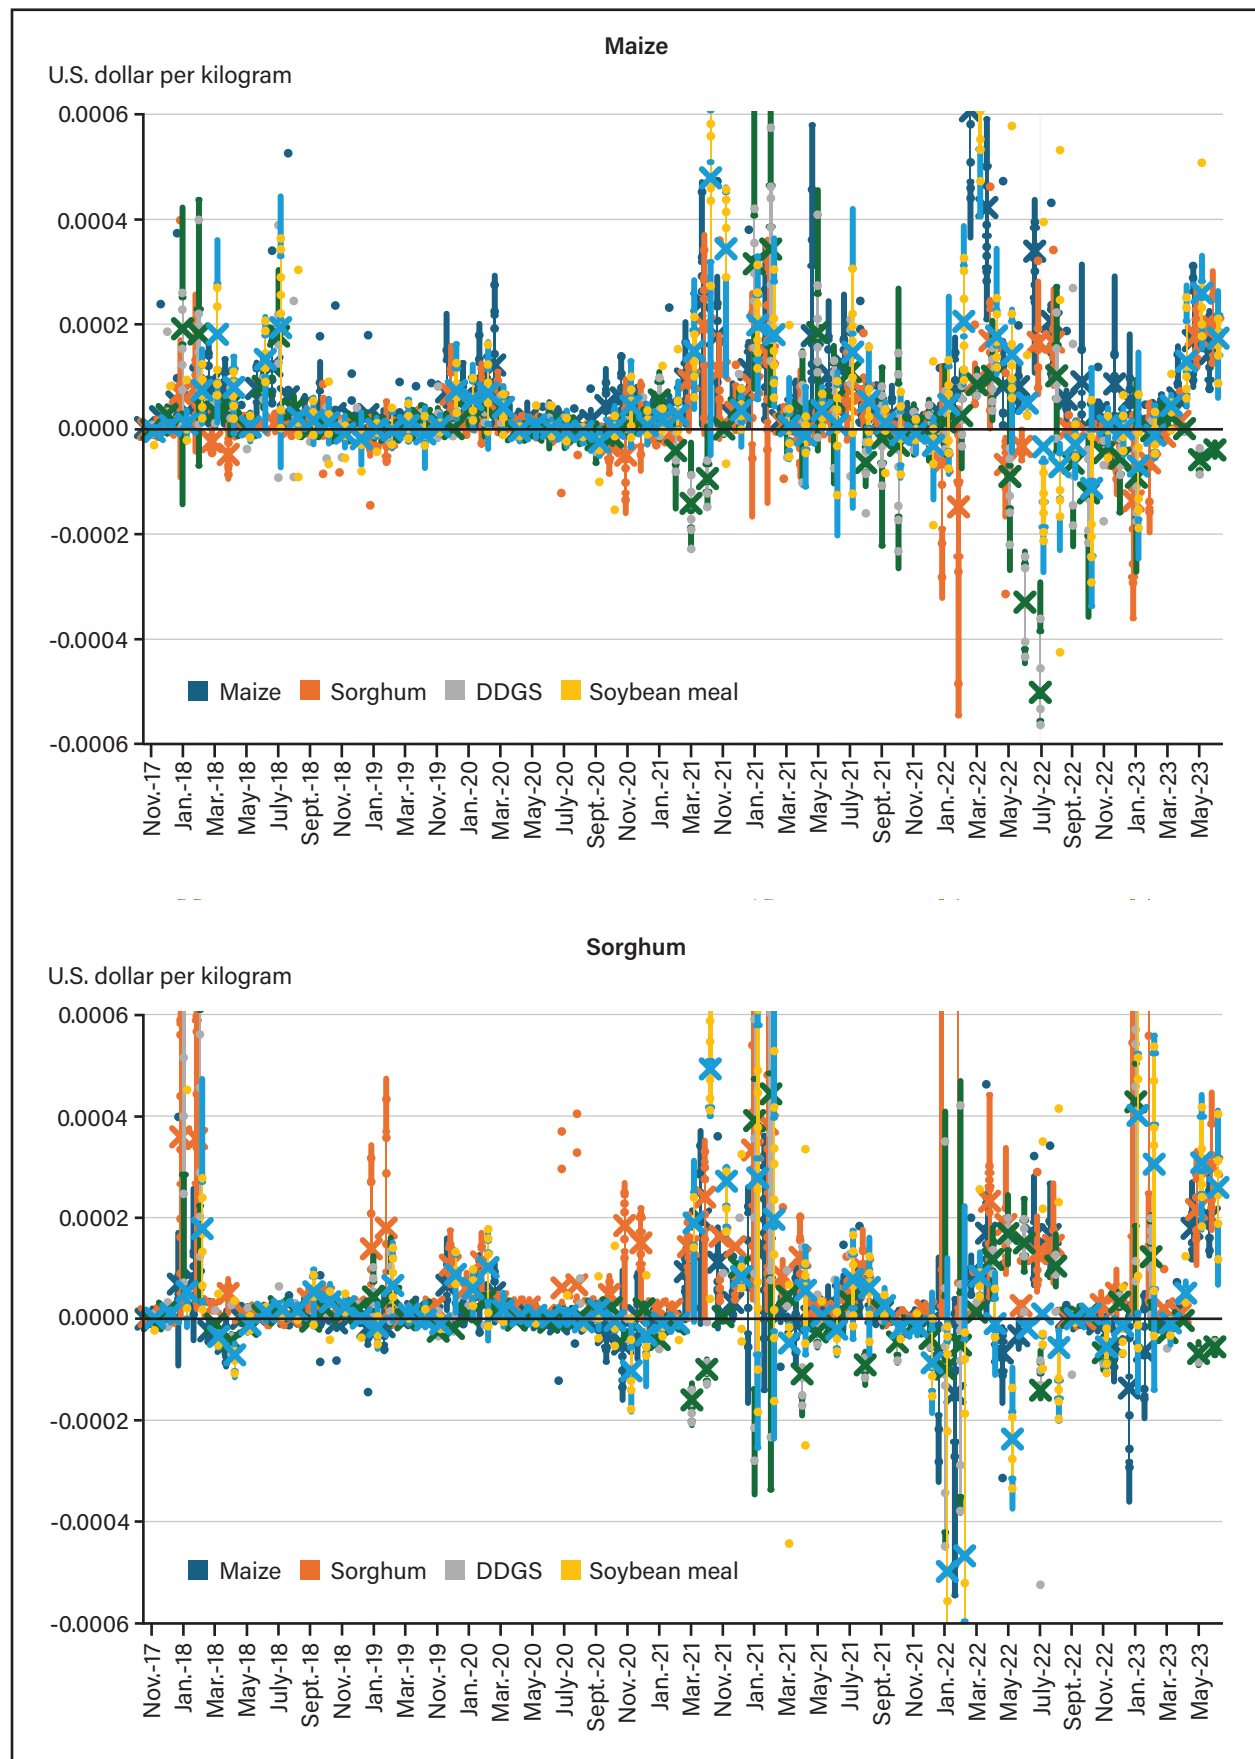 Maize
U.S. dollar per kilogram
0.0006
0.0004
0.0002
0.0000
-0.0002
-0.0004
-0.0006
Maize Sorghum DDGS Soybean meal
Nov.-17 Jan.-18 Mar.-18 May-18 July-18 Sept.-18 Nov.-18 Jan.-19 Mar.-19 May-19 Nov.-19 Jan.-20 Mar.-20 May-20 July-20 Sept.-20 Nov.-20 Jan.-21 Mar.-21 May-21 Nov.-21 Jan.-21 Mar.-21 May-21 July-21 Sept.-21 Nov.-21 Jan.-22 Mar.-22 May-22 July-22 Sept.-22 Nov.-22 Jan.-23 Mar.-23 May-23
Sorghum
U.S. dollar per kilogram
0.0006
0.0004
0.0002
0.0000
-0.0002
-0.0004
-0.0006
Maize Sorghum DDGS Soybean meal
Nov.-17 Jan.-18 Mar.-18 May-18 July-18 Sept.-18 Nov.-18 Jan.-19 Mar.-19 May-19 Nov.-19 Jan.-20 Mar.-20 May-20 July-20 Sept.-20 Nov.-20 Jan.-21 Mar.-21 May-21 Nov.-21 Jan.-21 Mar.-21 May-21 July-21 Sept.-21 Nov.-21 Jan.-22 Mar.-22 May-22 July-22 Sept.-22 Nov.-22 Jan.-23 Mar.-23 May-23